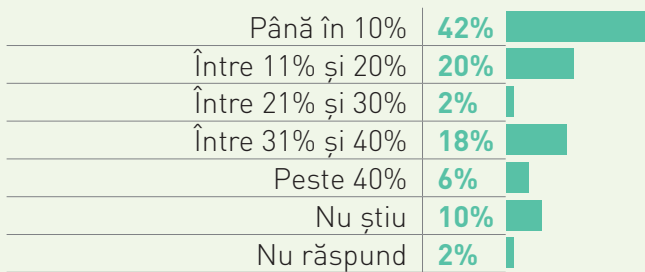 Până în 10% 42%
Între 11% și 20% 20%
Între 21% și 30% 2%
Între 31% și 40% 18%
Peste 40% 6%
Nu știu 10%
Nu răspund 2%